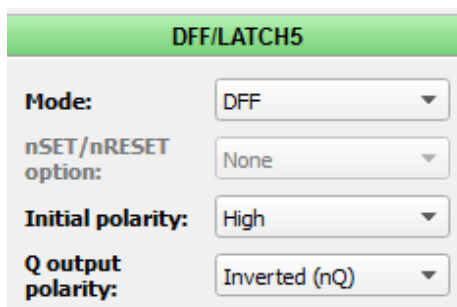 DFF/LATCH5
Mode: DFF
nSET/nRESET None
option:
Initial polarity: High
Q output Inverted (nQ)
polarity: